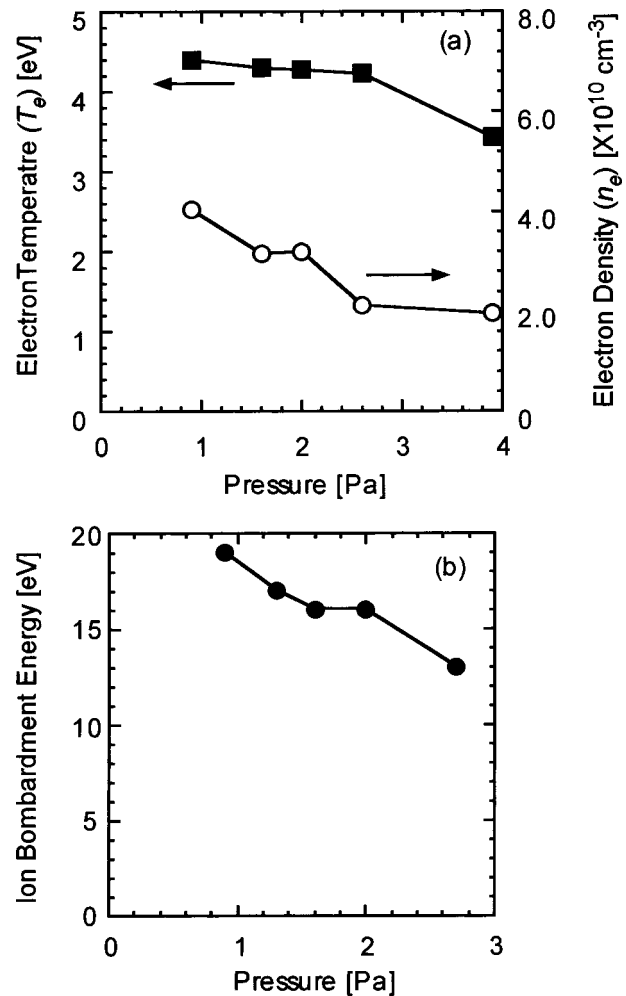 (a)
Electron Temperatre (Te) [eV]
5
4
3
2
1
0
8.0
6.0
4.0
2.0
0
Electron Density (ne) [X10^10 cm^-3]
0 1 2 3 4
Pressure [Pa]
(b)
Ion Bombardment Energy [eV]
20
15
10
5
0
0 1 2 3
Pressure [Pa]